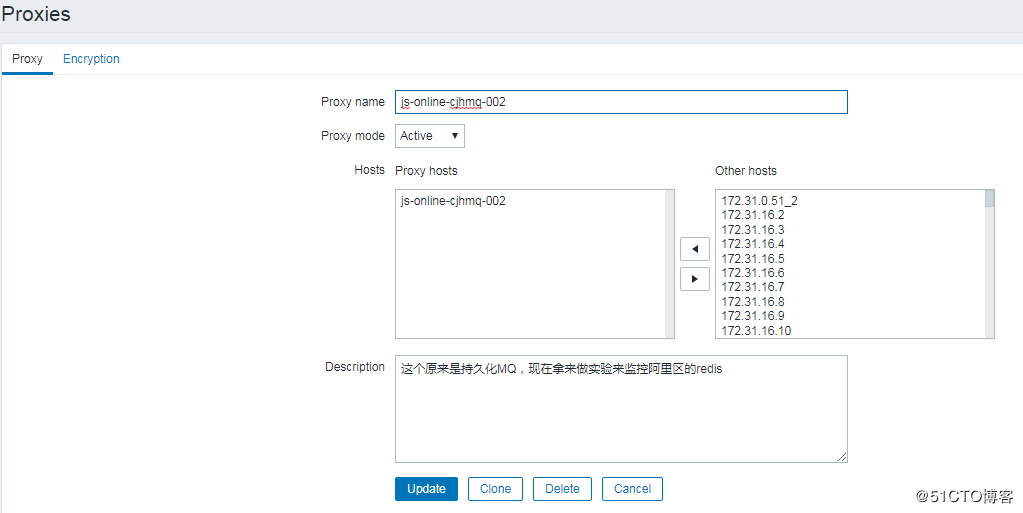 Proxies
Proxy Encryption
Proxy name js-online-cjhmq-002
Proxy mode Active
Hosts Proxy hosts Other hosts
js-online-cjhmq-002 172.31.0.51_2
172.31.16.2
172.31.16.3
172.31.16.4
172.31.16.5
172.31.16.6
172.31.16.7
172.31.16.8
172.31.16.9
172.31.16.10
Description 这个原来是持久化MQ，现在拿来做实验来监控阿里区的redis
Update Clone Delete Cancel
@51CTO博客